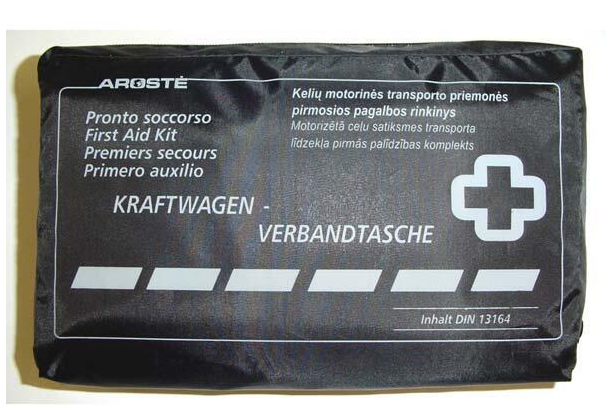 AROSTĖ
Pronto soccorso
First Aid Kit
Premiers secours
Primero auxilio
Kelių motorinės transporto priemonės
pirmosios pagalbos rinkinys
Motorizētā ceļu satiksmes transporta
līdzekļa pirmās palīdzības komplekts
KRAFTWAGEN -
VERBANDTASCHE
Inhalt DIN 13164